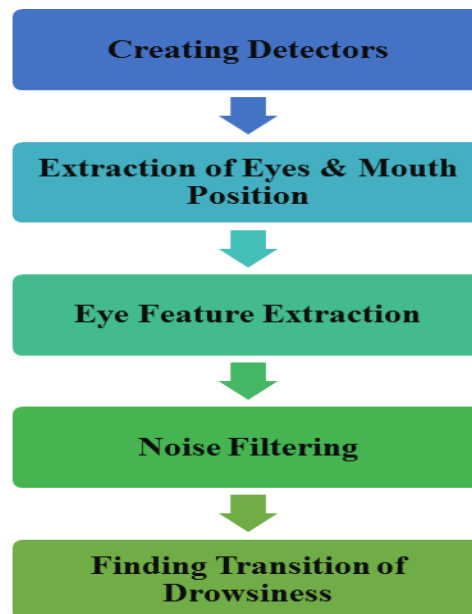 Creating Detectors
Extraction of Eyes & Mouth
Position
Eye Feature Extraction
Noise Filtering
Finding Transition of
Drowsiness